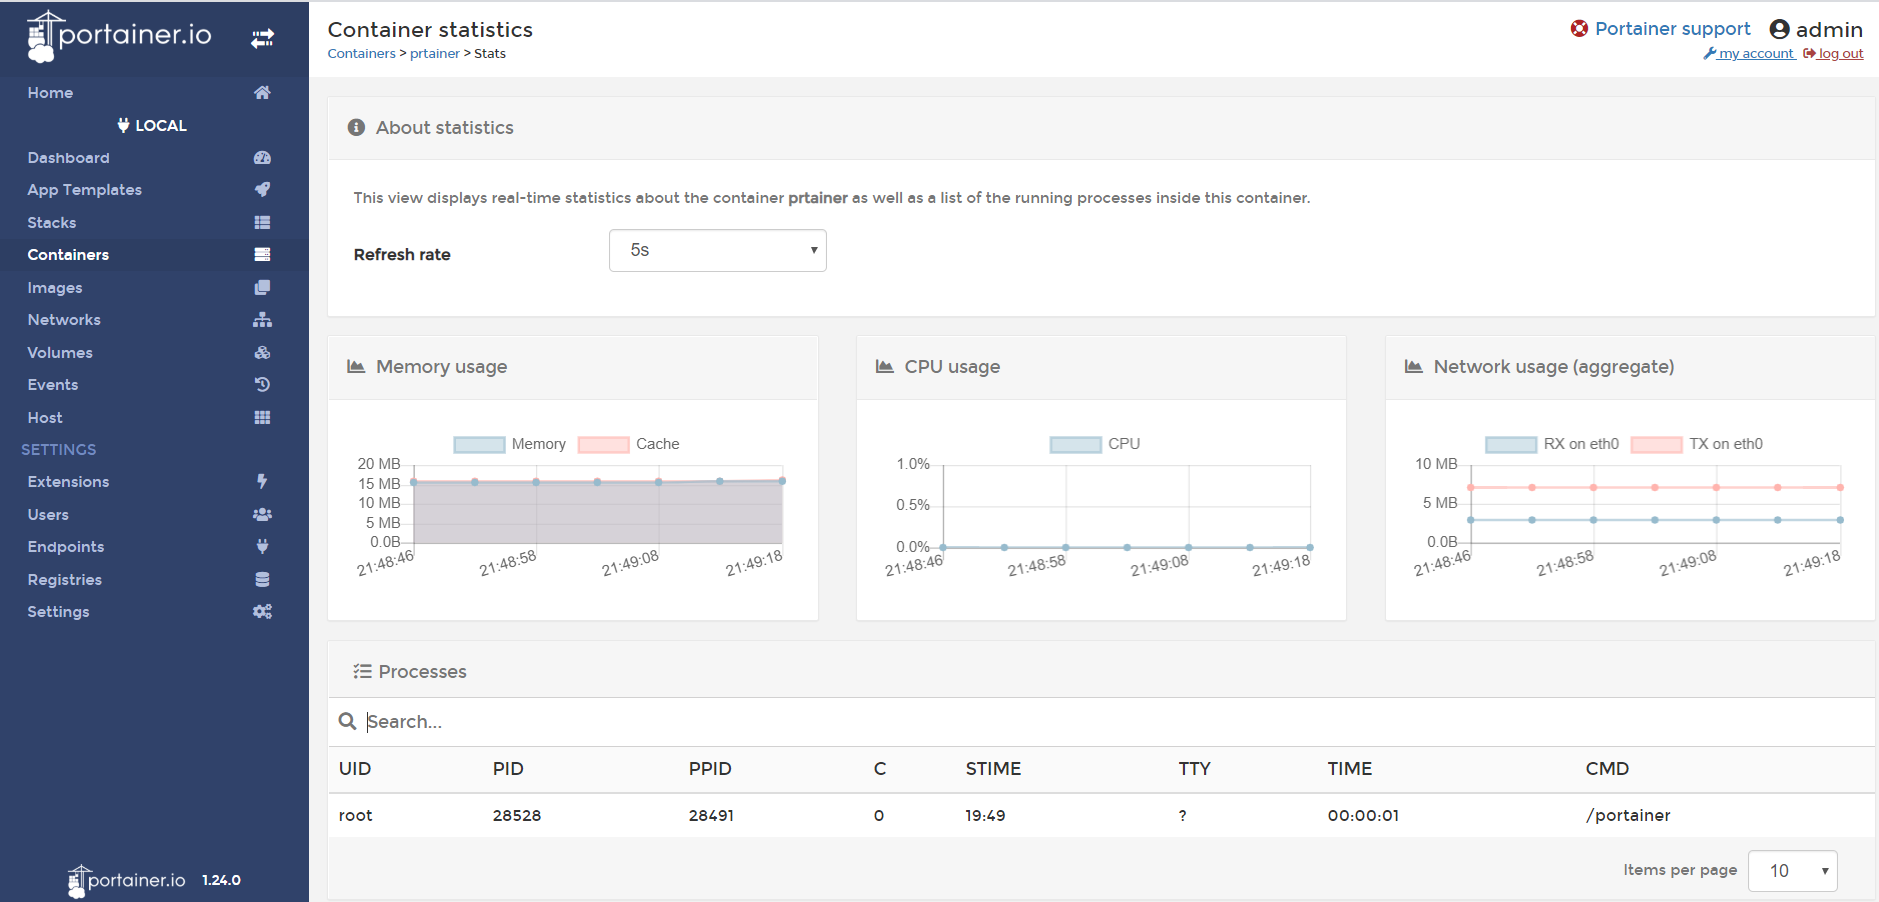 portainer.io
Home
LOCAL
Dashboard
App Templates
Stacks
Containers
Images
Networks
Volumes
Events
Host
SETTINGS
Extensions
Users
Endpoints
Registries
Settings
portainer.io 1.24.0
Container statistics
Containers > prtainer > Stats
Portainer support admin
my account log out
About statistics
This view displays real-time statistics about the container prtainer as well as a list of the running processes inside this container.
Refresh rate 5s
Memory usage
Memory Cache
20 MB
15 MB
10 MB
5 MB
0.0B
21:48:46 21:48:58 21:49:08 21:49:18
CPU usage
CPU
1.0%
0.5%
0.0%
21:48:46 21:48:58 21:49:08 21:49:18
Network usage (aggregate)
RX on eth0 TX on eth0
10 MB
5 MB
0.0B
21:48:46 21:48:58 21:49:08 21:49:18
Processes
Search...
UID PID PPID C STIME TTY TIME CMD
root 28528 28491 0 19:49 ? 00:00:01 /portainer
Items per page 10